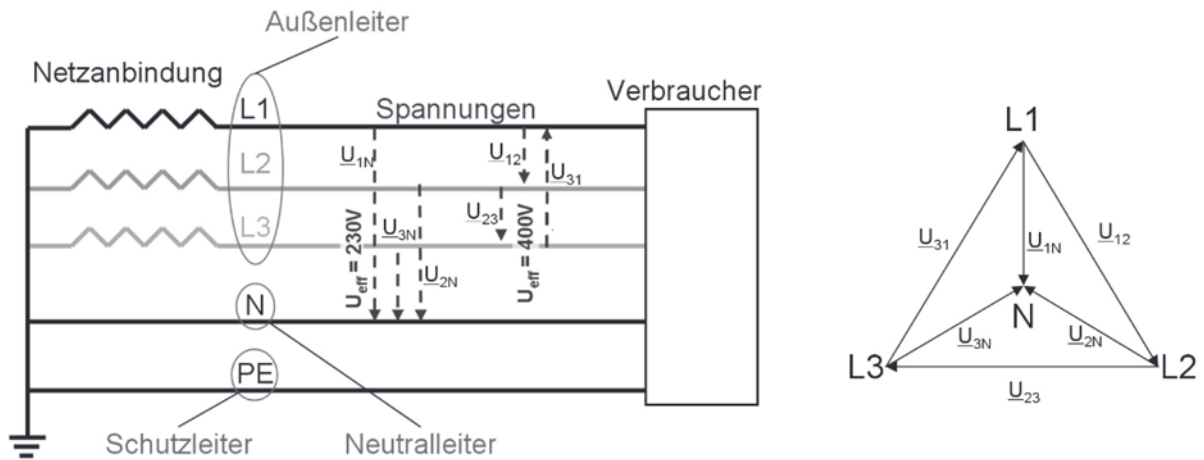 Außenleiter
Netzanbindung
Verbraucher
L1
Spannungen
L2
L3
U1N
U12
U31
U23
U3N
U2N
Ueff = 230V
Ueff = 400V
N
PE
Schutzleiter
Neutralleiter
L1
U31
U12
U1N
N
U3N
U2N
L3
L2
U23